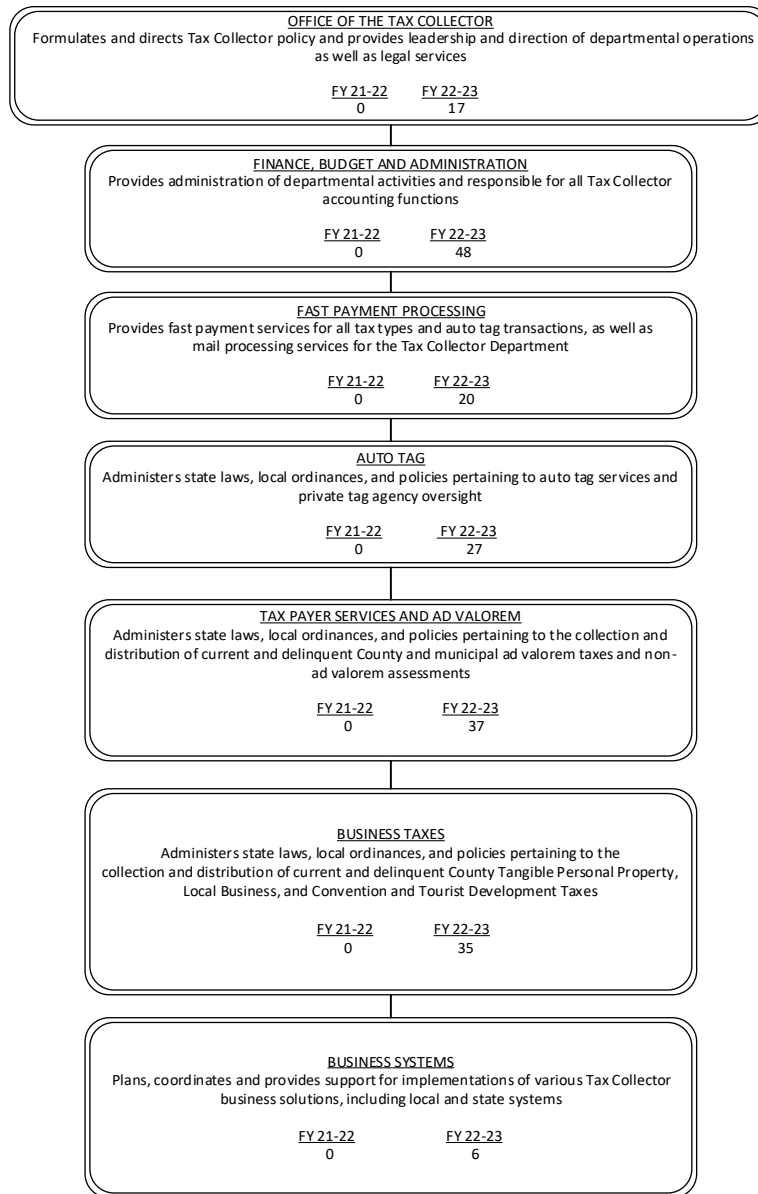 OFFICE OF THE TAX COLLECTOR
Formulates and directs Tax Collector policy and provides leadership and direction of departmental operations
as well as legal services
FY 21-22 FY 22-23
0 17
FINANCE, BUDGET AND ADMINISTRATION
Provides administration of departmental activities and responsible for all Tax Collector
accounting functions
FY 21-22 FY 22-23
0 48
FAST PAYMENT PROCESSING
Provides fast payment services for all tax types and auto tag transactions, as well as
mail processing services for the Tax Collector Department
FY 21-22 FY 22-23
0 20
AUTO TAG
Administers state laws, local ordinances, and policies pertaining to auto tag services and
private tag agency oversight
FY 21-22 FY 22-23
0 27
TAX PAYER SERVICES AND AD VALOREM
Administers state laws, local ordinances, and policies pertaining to the collection and
distribution of current and delinquent County and municipal ad valorem taxes and non-
ad valorem assessments
FY 21-22 FY 22-23
0 37
BUSINESS TAXES
Administers state laws, local ordinances, and policies pertaining to the
collection and distribution of current and delinquent County Tangible Personal Property,
Local Business, and Convention and Tourist Development Taxes
FY 21-22 FY 22-23
0 35
BUSINESS SYSTEMS
Plans, coordinates and provides support for implementations of various Tax Collector
business solutions, including local and state systems
FY 21-22 FY 22-23
0 6